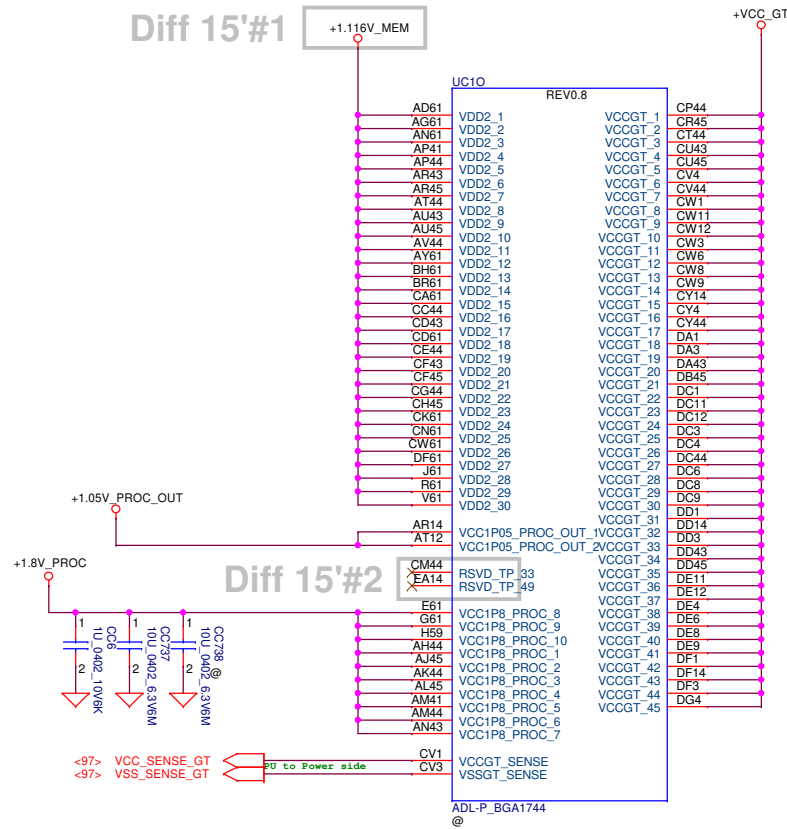 Diff 15'#1
+1.116V_MEM
+VCC_GT
UC1O
REV0.8
AD61 VDD2_1 VCCGT_1 CP44
AG61 VDD2_2 VCCGT_2 CR45
AN61 VDD2_3 VCCGT_3 CT44
AP41 VDD2_4 VCCGT_4 CU43
AP44 VDD2_5 VCCGT_5 CU45
AR43 VDD2_6 VCCGT_6 CV4
AR45 VDD2_7 VCCGT_7 CV44
AT44 VDD2_8 VCCGT_8 CW1
AU43 VDD2_9 VCCGT_9 CW11
AU45 VDD2_10 VCCGT_10 CW12
AV44 VDD2_11 VCCGT_11 CW3
AY61 VDD2_12 VCCGT_12 CW6
BH61 VDD2_13 VCCGT_13 CW8
BR61 VDD2_14 VCCGT_14 CW9
CA61 VDD2_15 VCCGT_15 CY14
CC44 VDD2_16 VCCGT_16 CY4
CD43 VDD2_17 VCCGT_17 CY44
CD61 VDD2_18 VCCGT_18 DA1
CE44 VDD2_19 VCCGT_19 DA3
CF43 VDD2_20 VCCGT_20 DA43
CF45 VDD2_21 VCCGT_21 DB45
CG44 VDD2_22 VCCGT_22 DC1
CH45 VDD2_23 VCCGT_23 DC11
CK61 VDD2_24 VCCGT_24 DC12
CN61 VDD2_25 VCCGT_25 DC3
CW61 VDD2_26 VCCGT_26 DC4
DF61 VDD2_27 VCCGT_27 DC44
J61 VDD2_28 VCCGT_28 DC6
R61 VDD2_29 VCCGT_29 DC8
V61 VDD2_30 VCCGT_30 DC9
VCCGT_31 DD1
+1.05V_PROC_OUT
AR14 VCC1P05_PROC_OUT_1 VCCGT_32 DD14
AT12 VCC1P05_PROC_OUT_2 VCCGT_33 DD3
VCCGT_34 DD43
+1.8V_PROC
Diff 15'#2
CM44 RSVD_TP_33 VCCGT_35 DD45
EA14 RSVD_TP_49 VCCGT_36 DE11
VCCGT_37 DE12
E61 VCC1P8_PROC_8 VCCGT_38 DE4
G61 VCC1P8_PROC_9 VCCGT_39 DE6
H59 VCC1P8_PROC_10 VCCGT_40 DE8
AH44 VCC1P8_PROC_1 VCCGT_41 DE9
AJ45 VCC1P8_PROC_2 VCCGT_42 DF1
AK44 VCC1P8_PROC_3 VCCGT_43 DF14
AL45 VCC1P8_PROC_4 VCCGT_44 DF3
AM41 VCC1P8_PROC_5 VCCGT_45 DG4
AM44 VCC1P8_PROC_6
AN43 VCC1P8_PROC_7
1 1 1
2 2 2
CC6
1U_0402_10V6K
CC737
10U_0402_6.3V6M
CC738
10U_0402_6.3V6M
@
<97> VCC_SENSE_GT
<97> VSS_SENSE_GT
PU to Power side
CV1 VCCGT_SENSE
CV3 VSSGT_SENSE
ADL-P_BGA1744
@